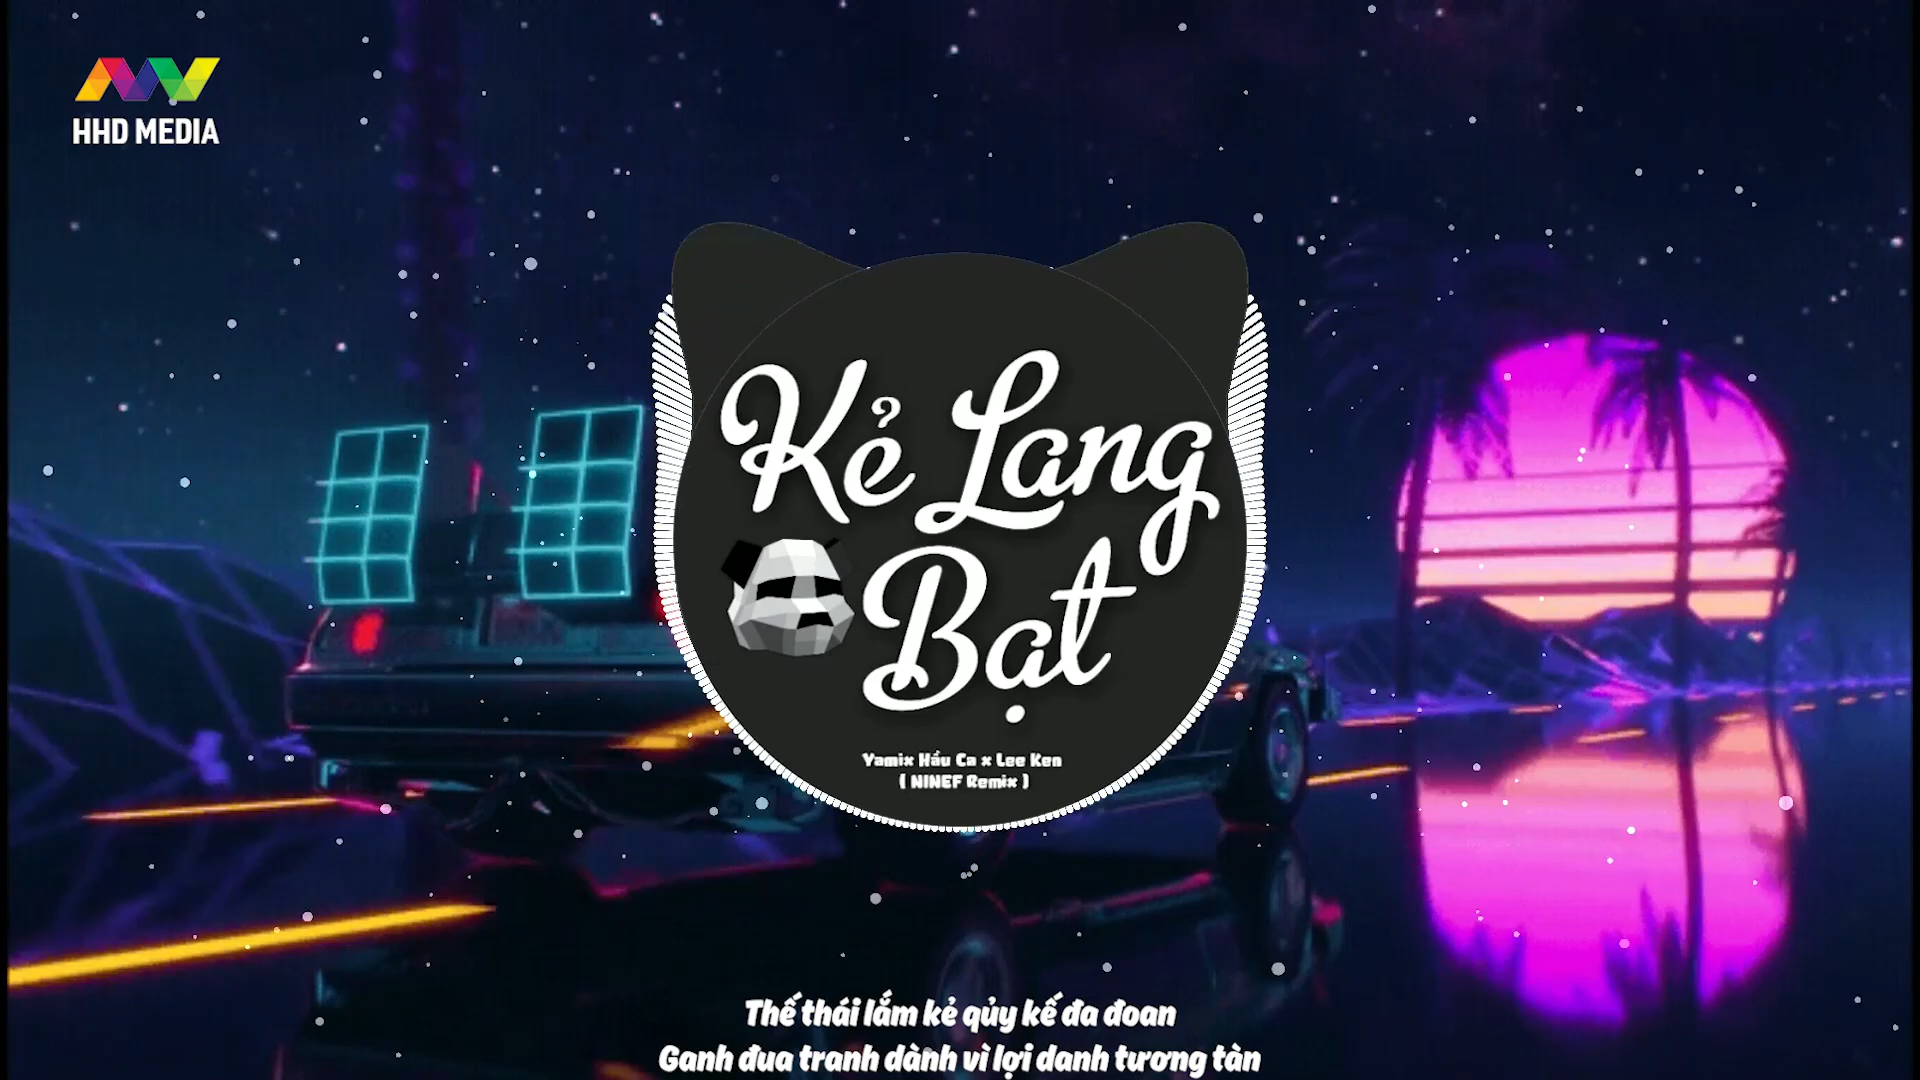 HHD MEDIA
Kẻ Lang
Bạt
Yamix Hầu Ca x Lee Ken
( NINEF Remix )
Thế thái lắm kẻ qủy kế đa đoan
Ganh đua tranh dành vì lợi danh tương tàn